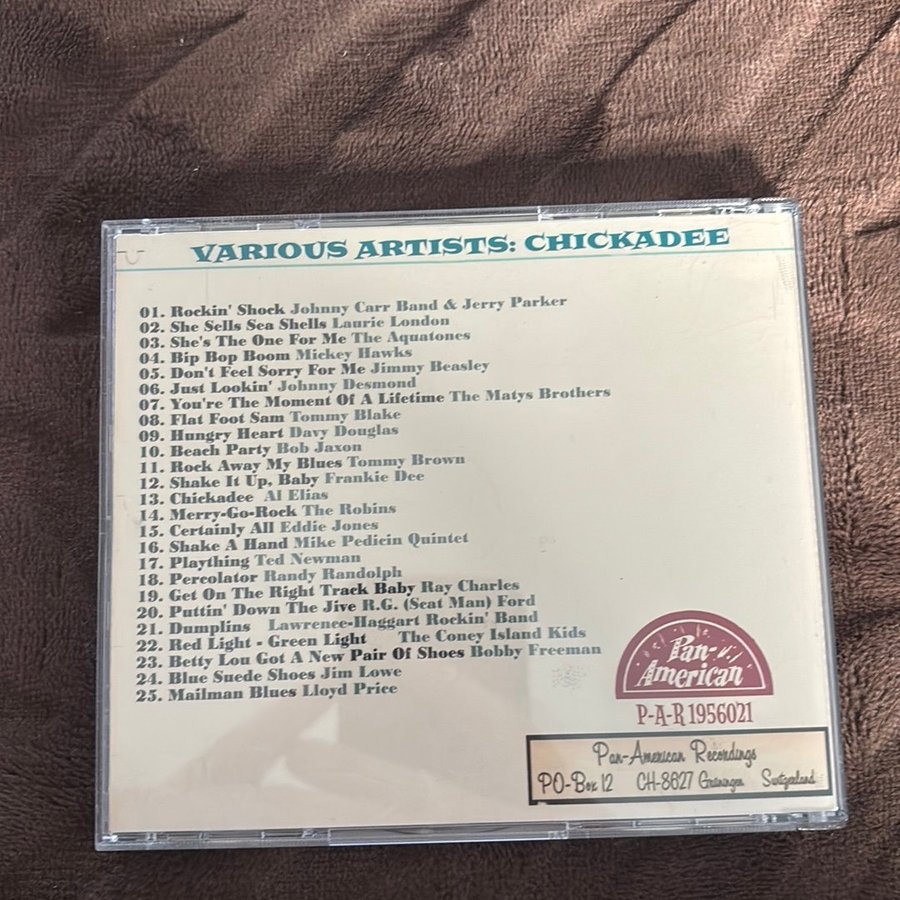 VARIOUS ARTISTS: CHICKADEE
01. Rockin' Shock Johnny Carr Band & Jerry Parker
02. She Sells Sea Shells Laurie London
03. She's The One For Me The Aquatones
04. Bip Bop Boom Mickey Hawks
05. Don't Feel Sorry For Me Jimmy Beasley
06. Just Lookin' Johnny Desmond
07. You're The Moment Of A Lifetime The Matys Brothers
08. Flat Foot Sam Tommy Blake
09. Hungry Heart Davy Douglas
10. Beach Party Bob Jaxon
11. Rock Away My Blues Tommy Brown
12. Shake It Up, Baby Frankie Dee
13. Chickadee Al Elias
14. Merry-Go-Rock The Robins
15. Certainly All Eddie Jones
16. Shake A Hand Mike Pedicin Quintet
17. Plaything Ted Newman
18. Percolator Randy Randolph
19. Get On The Right Track Baby Ray Charles
20. Puttin' Down The Jive R.G. (Scat Man) Ford
21. Dumplins Lawrence-Haggart Rockin' Band
22. Red Light - Green Light The Coney Island Kids
23. Betty Lou Got A New Pair Of Shoes Bobby Freeman
24. Blue Suede Shoes Jim Lowe
25. Mailman Blues Lloyd Price
Pan-
American
P-A-R 1956021
Pan-American Recordings
PO-Box 12 CH-8627 Grüningen Switzerland